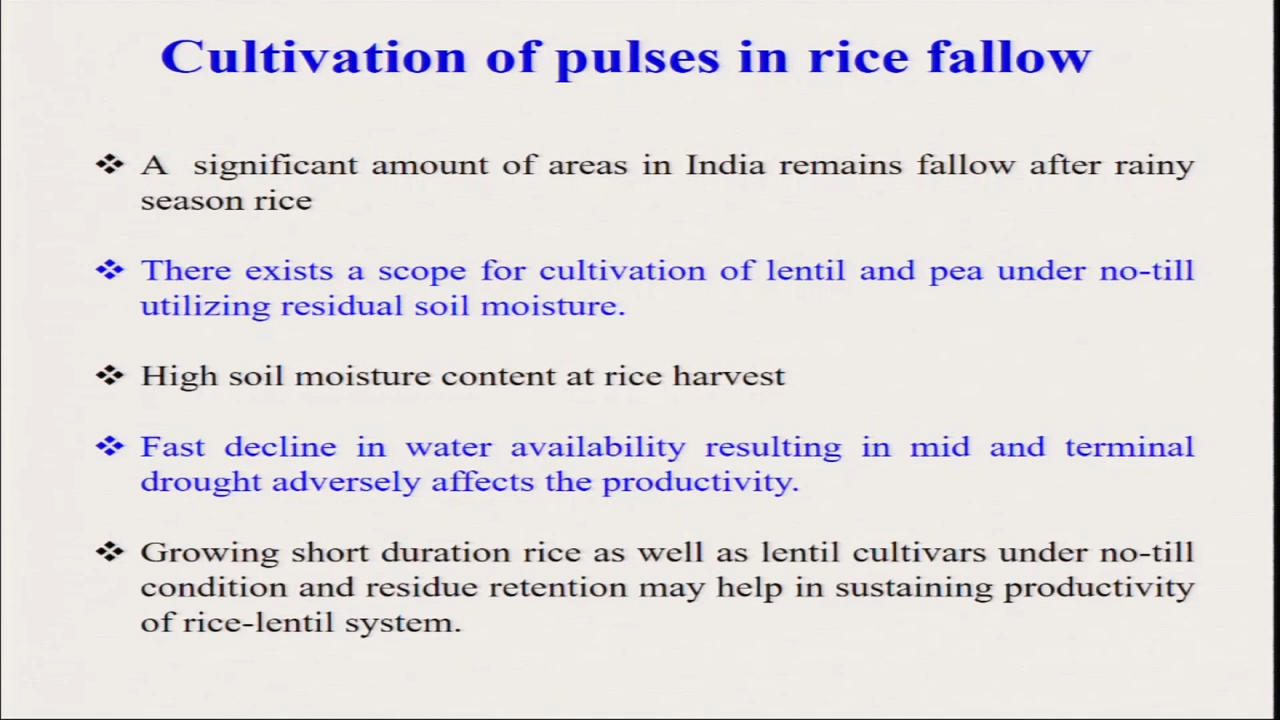 Cultivation of pulses in rice fallow
❖ A significant amount of areas in India remains fallow after rainy
season rice
❖ There exists a scope for cultivation of lentil and pea under no-till
utilizing residual soil moisture.
❖ High soil moisture content at rice harvest
❖ Fast decline in water availability resulting in mid and terminal
drought adversely affects the productivity.
❖ Growing short duration rice as well as lentil cultivars under no-till
condition and residue retention may help in sustaining productivity
of rice-lentil system.